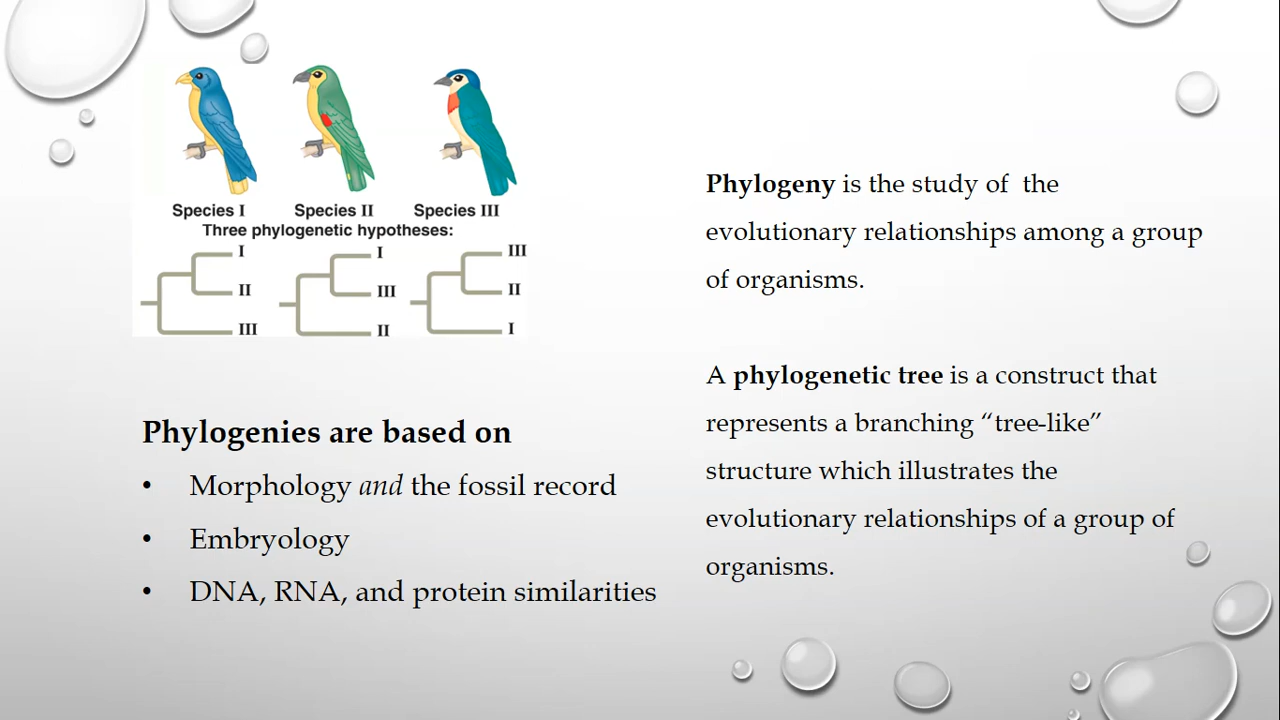 Species I Species II Species III
Three phylogenetic hypotheses:
I I III
II III II
III II I
Phylogenies are based on
• Morphology and the fossil record
• Embryology
• DNA, RNA, and protein similarities
Phylogeny is the study of the
evolutionary relationships among a group
of organisms.
A phylogenetic tree is a construct that
represents a branching “tree-like”
structure which illustrates the
evolutionary relationships of a group of
organisms.